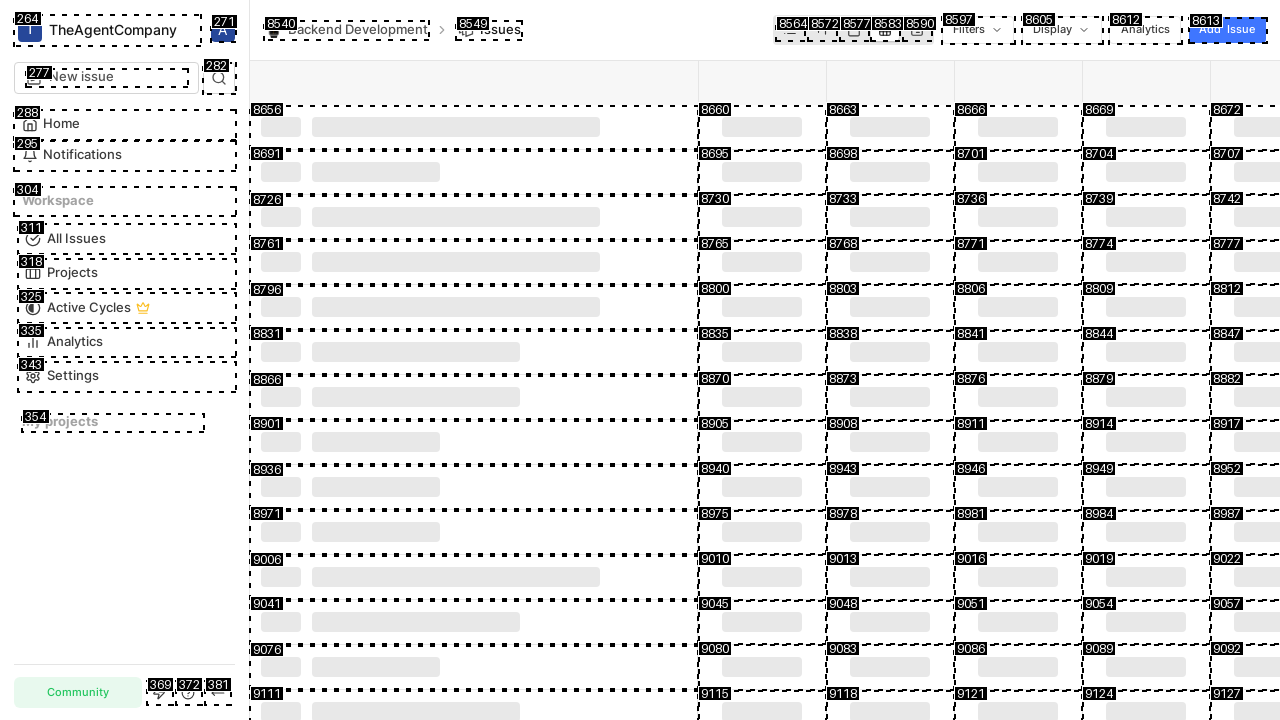 264
TheAgentCompany
271
8540
Backend Development
8549
Issues
8564
8572
8577
8583
8590
8597
Filters
8605
Display
8612
Analytics
8613
Add Issue
277
New issue
282
288
Home
295
Notifications
304
Workspace
311
All Issues
318
Projects
325
Active Cycles
335
Analytics
343
Settings
354
My projects
Community
369
372
381
8656 8660 8663 8666 8669 8672
8691 8695 8698 8701 8704 8707
8726 8730 8733 8736 8739 8742
8761 8765 8768 8771 8774 8777
8796 8800 8803 8806 8809 8812
8831 8835 8838 8841 8844 8847
8866 8870 8873 8876 8879 8882
8901 8905 8908 8911 8914 8917
8936 8940 8943 8946 8949 8952
8971 8975 8978 8981 8984 8987
9006 9010 9013 9016 9019 9022
9041 9045 9048 9051 9054 9057
9076 9080 9083 9086 9089 9092
9111 9115 9118 9121 9124 9127